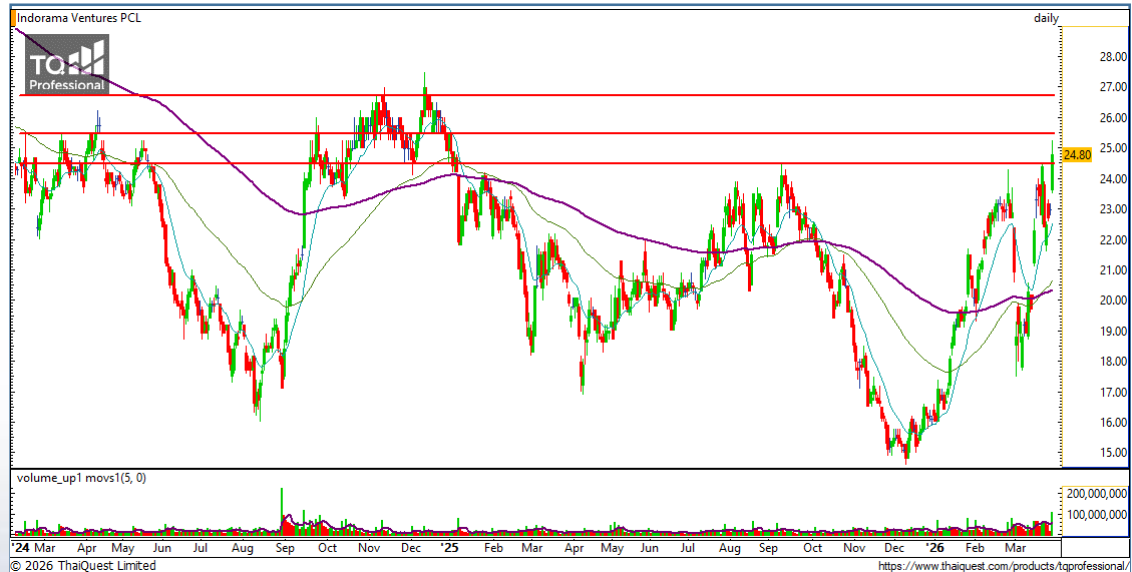 Indorama Ventures PCL daily
TQ
Professional
28.00
27.00
26.00
25.00
24.80
24.00
23.00
22.00
21.00
20.00
19.00
18.00
17.00
16.00
15.00
volume_up1 movs1(5, 0)
200,000,000
100,000,000
'24 Mar Apr May Jun Jul Aug Sep Oct Nov Dec '25 Feb Mar Apr May Jun Jul Aug Sep Oct Nov Dec '26 Feb Mar
© 2026 ThaiQuest Limited https://www.thaiquest.com/products/tqprofessional/